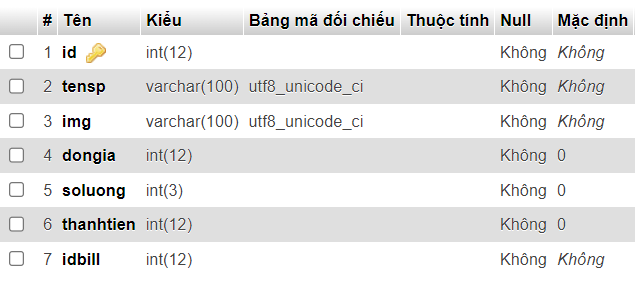 # Tên Kiểu Bảng mã đối chiếu Thuộc tính Null Mặc định
1 id int(12) Không Không
2 tensp varchar(100) utf8_unicode_ci Không Không
3 img varchar(100) utf8_unicode_ci Không Không
4 dongia int(12) Không 0
5 soluong int(3) Không 0
6 thanhtien int(12) Không 0
7 idbill int(12) Không Không